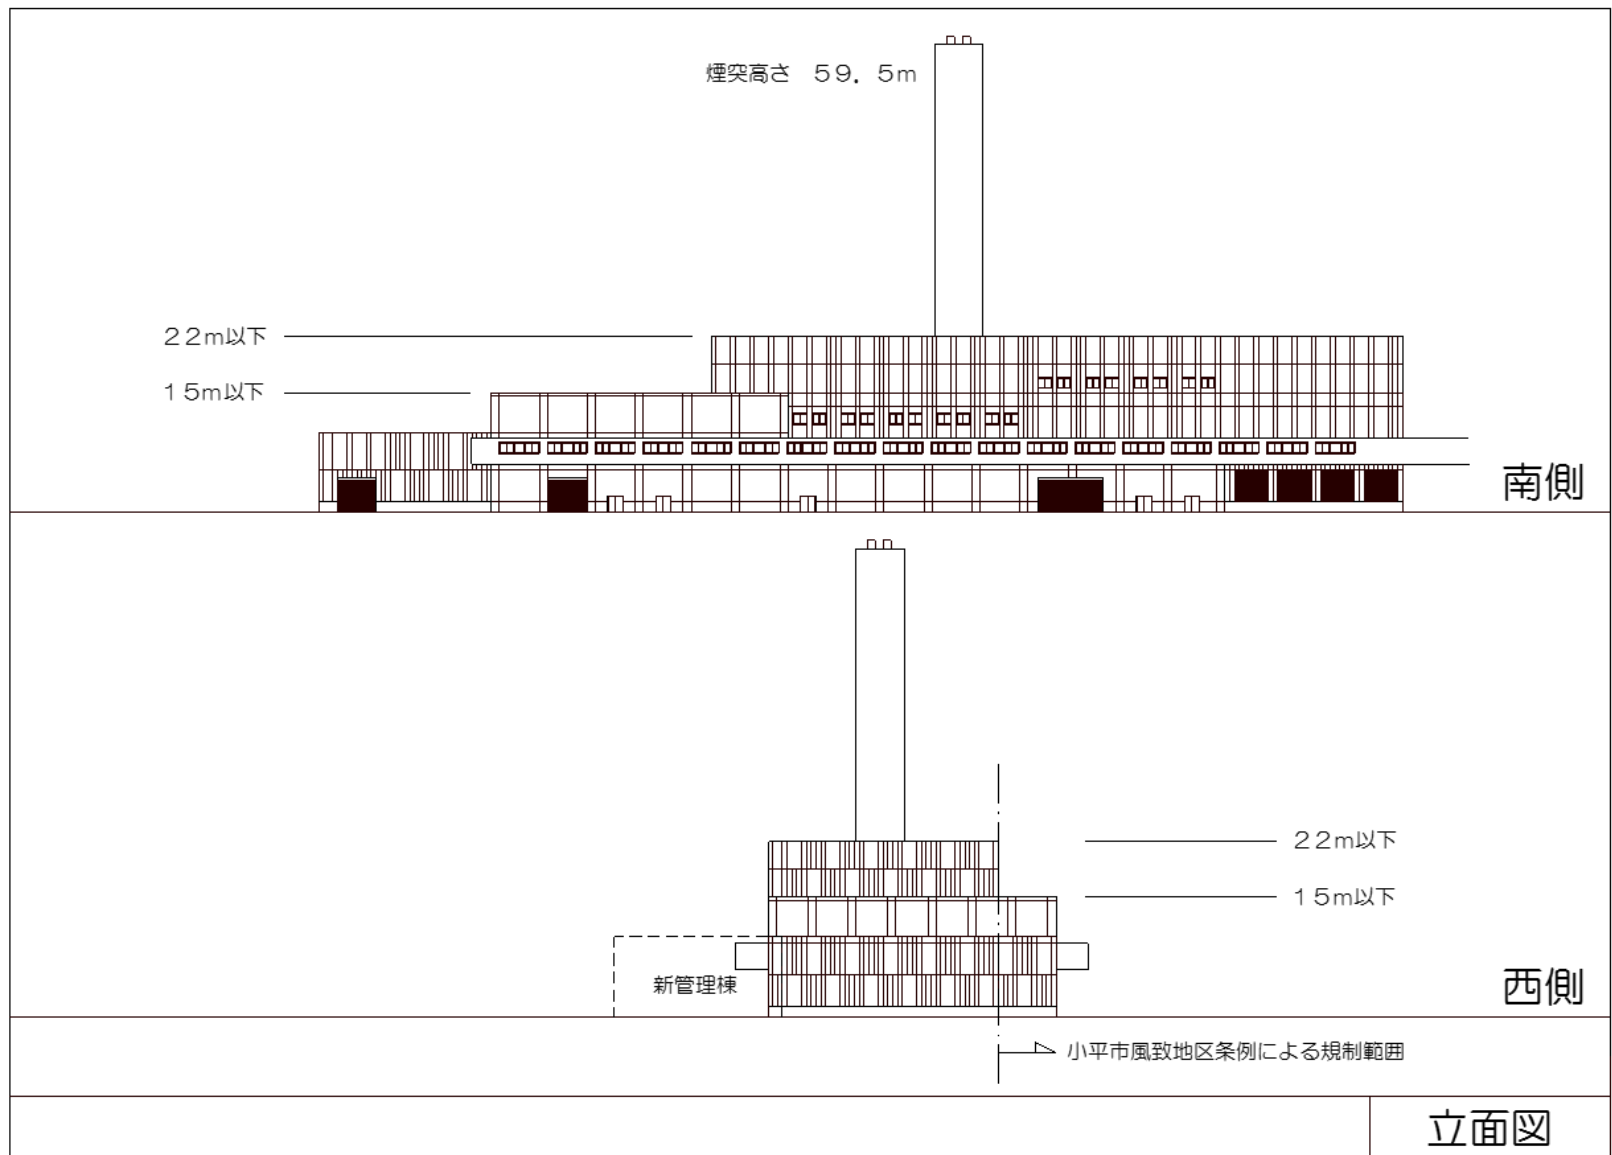 煙突高さ　５９．５ｍ
２２ｍ以下
１５ｍ以下
南側
２２ｍ以下
１５ｍ以下
新管理棟
西側
小平市風致地区条例による規制範囲
立面図